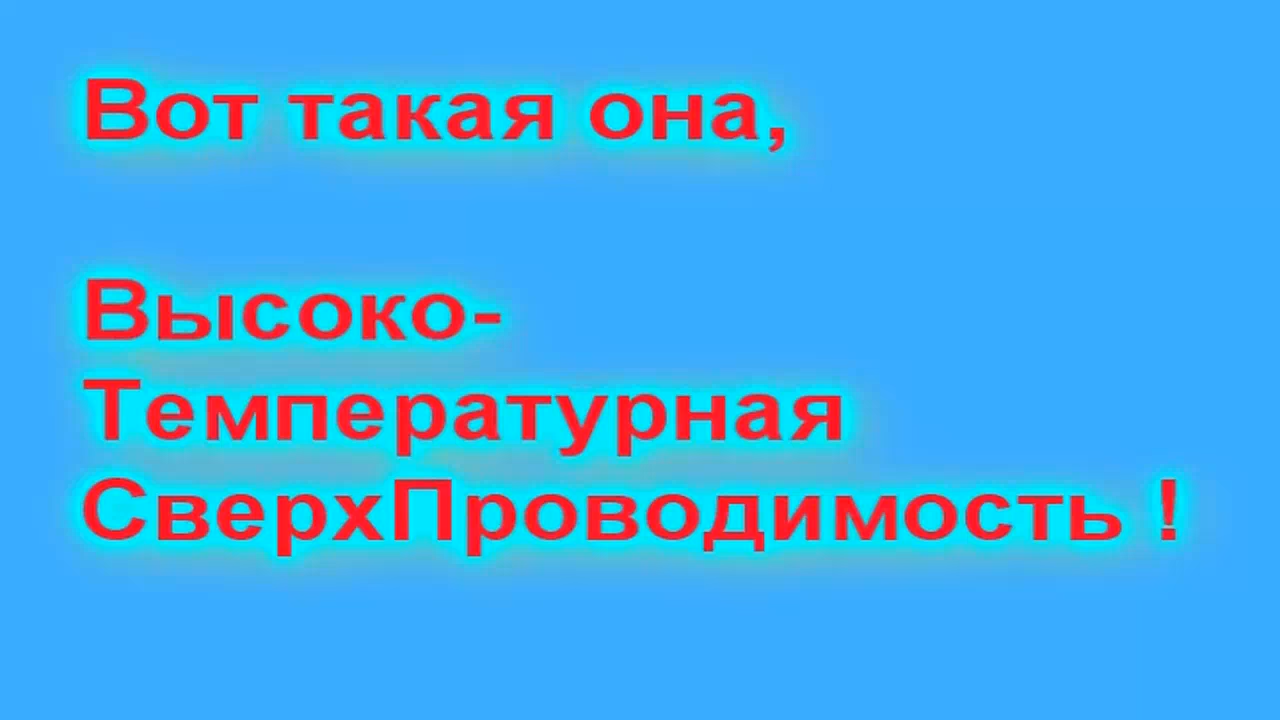 Вот такая она,
Высоко-
Температурная
СверхПроводимость !